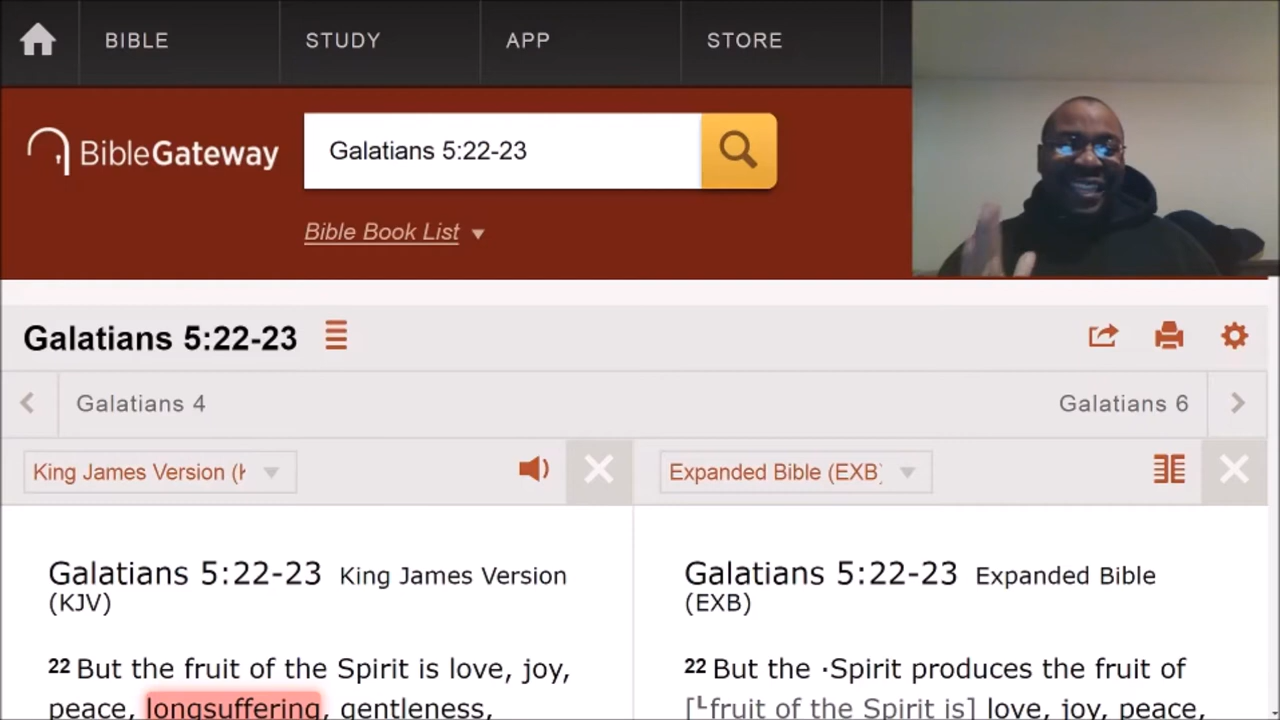 BIBLE STUDY APP STORE
BibleGateway
Galatians 5:22-23
Bible Book List
Galatians 5:22-23
Galatians 4 Galatians 6
King James Version (K Expanded Bible (EXB)
Galatians 5:22-23 King James Version
(KJV)
22 But the fruit of the Spirit is love, joy,
peace, longsuffering, gentleness,
Galatians 5:22-23 Expanded Bible
(EXB)
22 But the ·Spirit produces the fruit of
[Lfruit of the Spirit is] love, joy, peace,